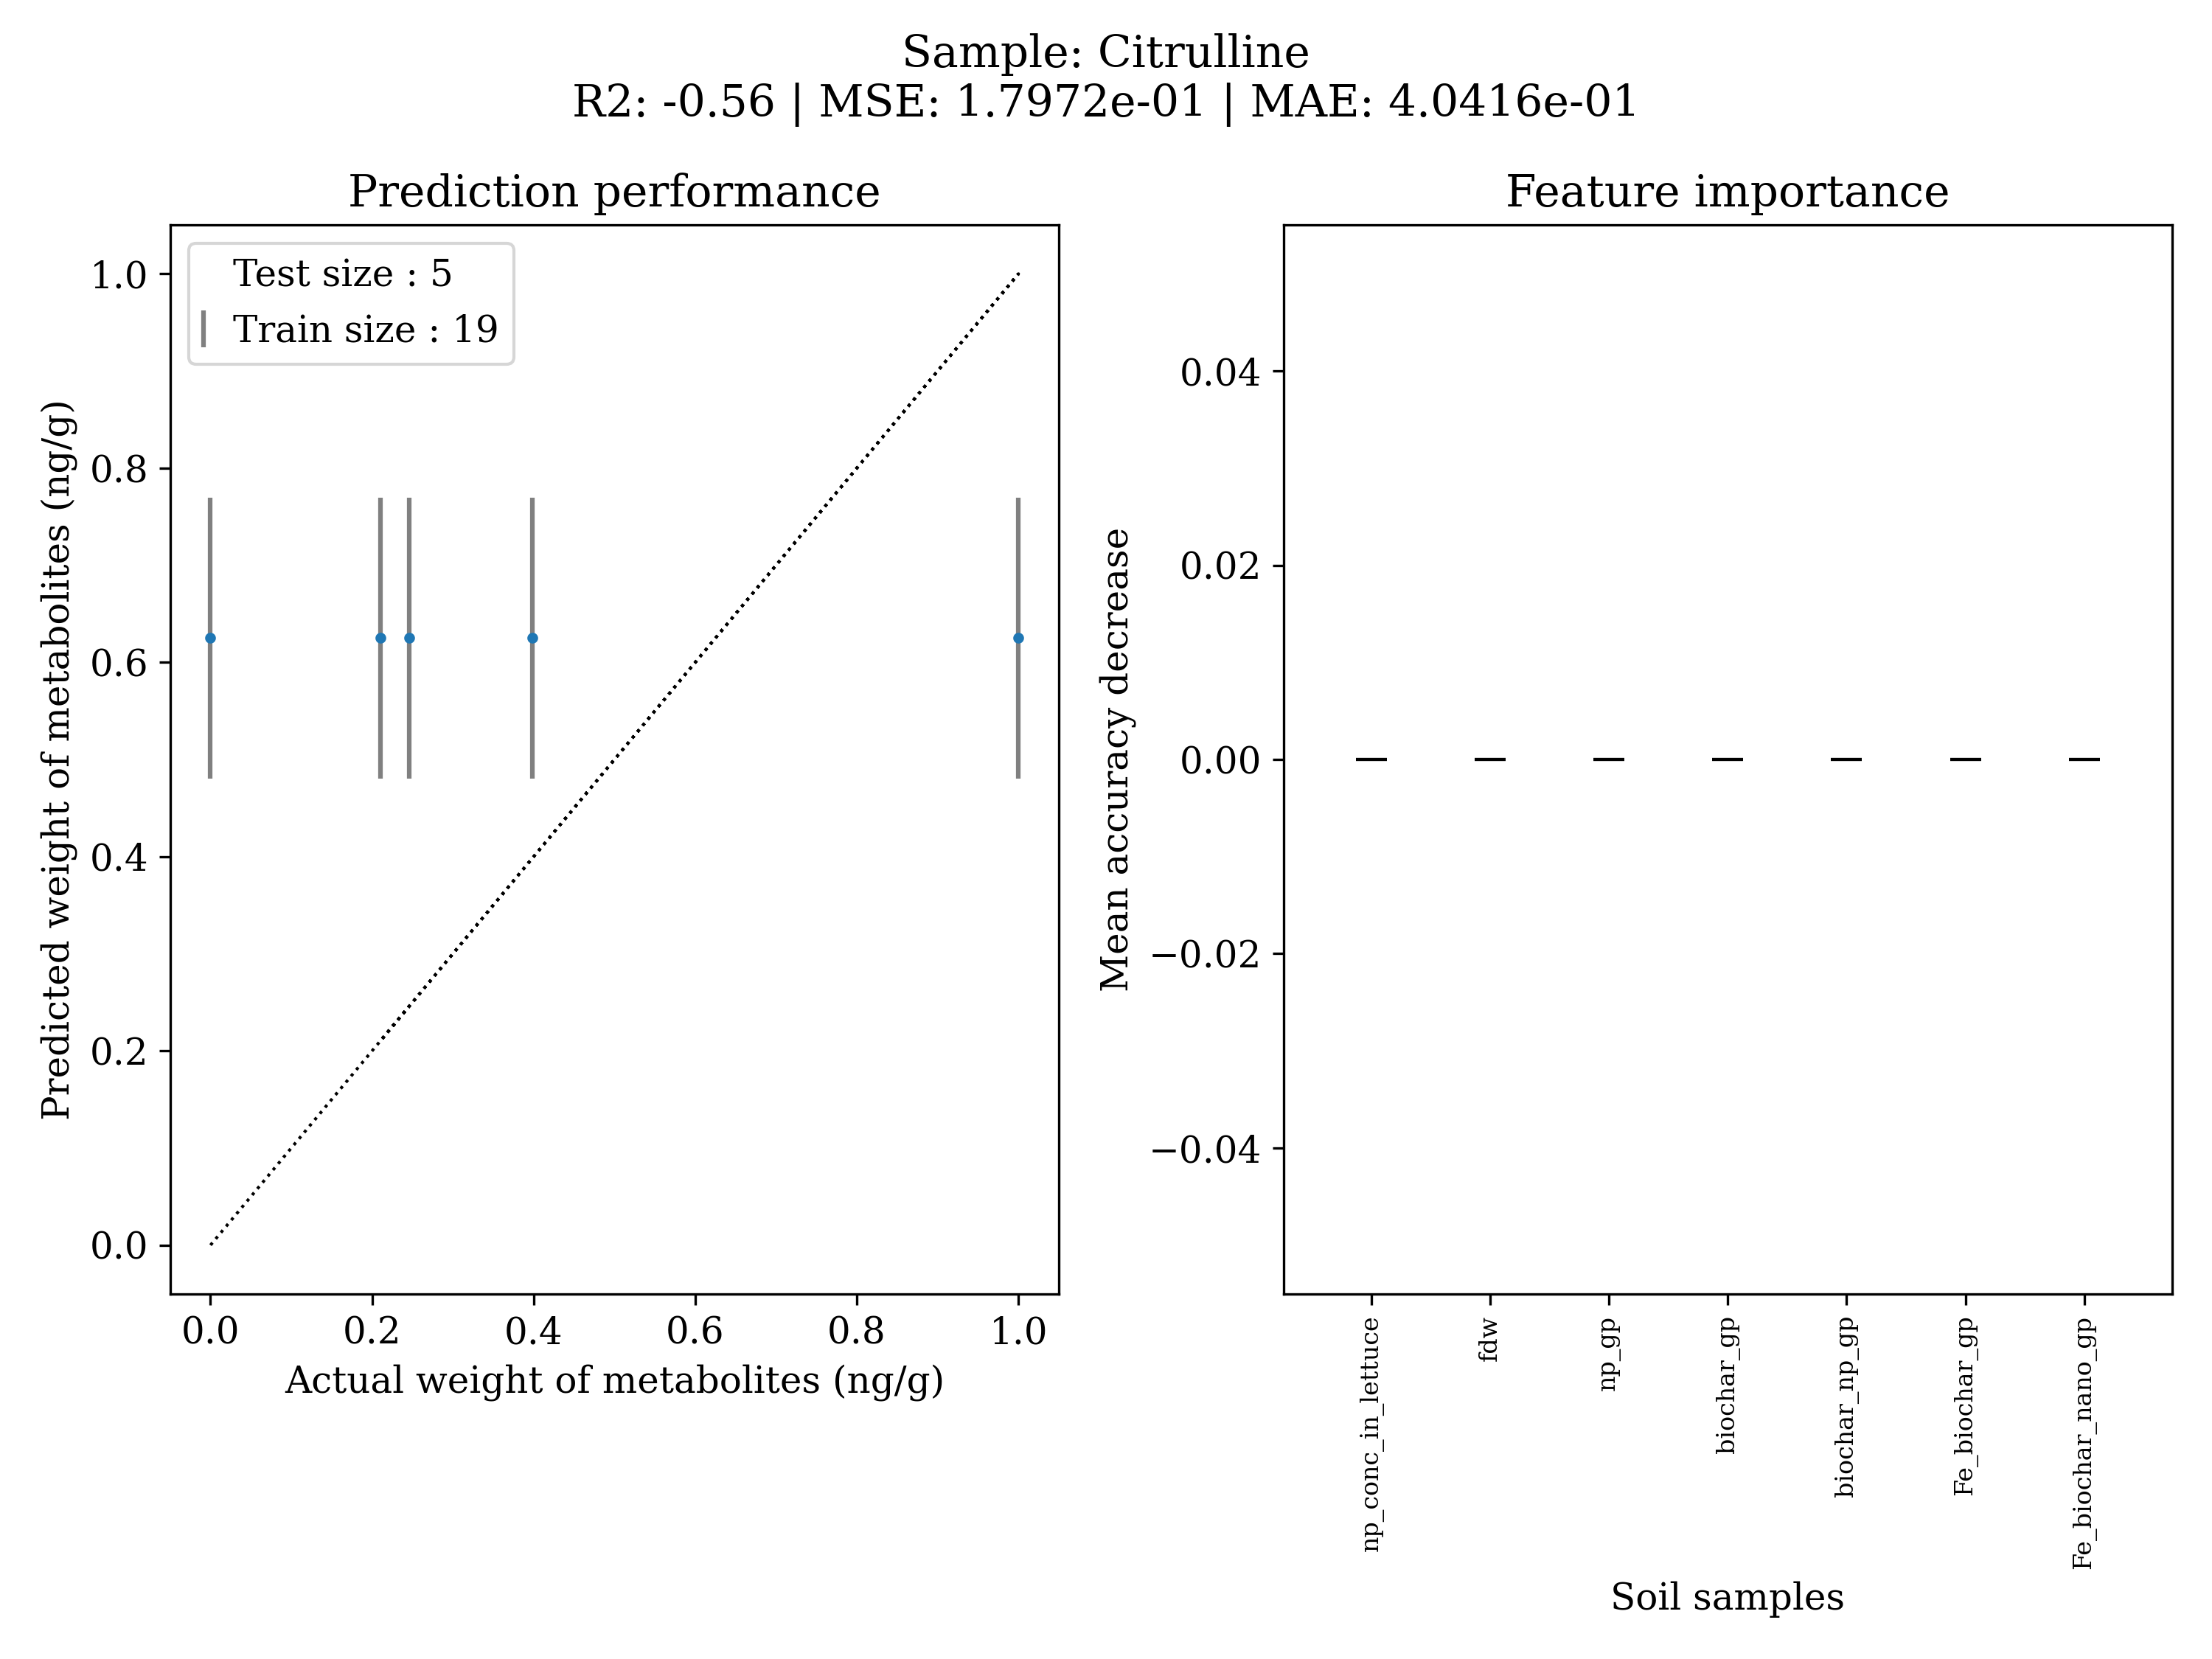 Sample: Citrulline
R2: -0.56 | MSE: 1.7972e-01 | MAE: 4.0416e-01
Prediction performance
Test size : 5
Train size : 19
1.0
0.8
0.6
0.4
0.2
0.0
Predicted weight of metabolites (ng/g)
0.0 0.2 0.4 0.6 0.8 1.0
Actual weight of metabolites (ng/g)
Feature importance
0.04
0.02
0.00
−0.02
−0.04
Mean accuracy decrease
np_conc_in_lettuce
fdw
np_gp
biochar_gp
biochar_np_gp
Fe_biochar_gp
Fe_biochar_nano_gp
Soil samples